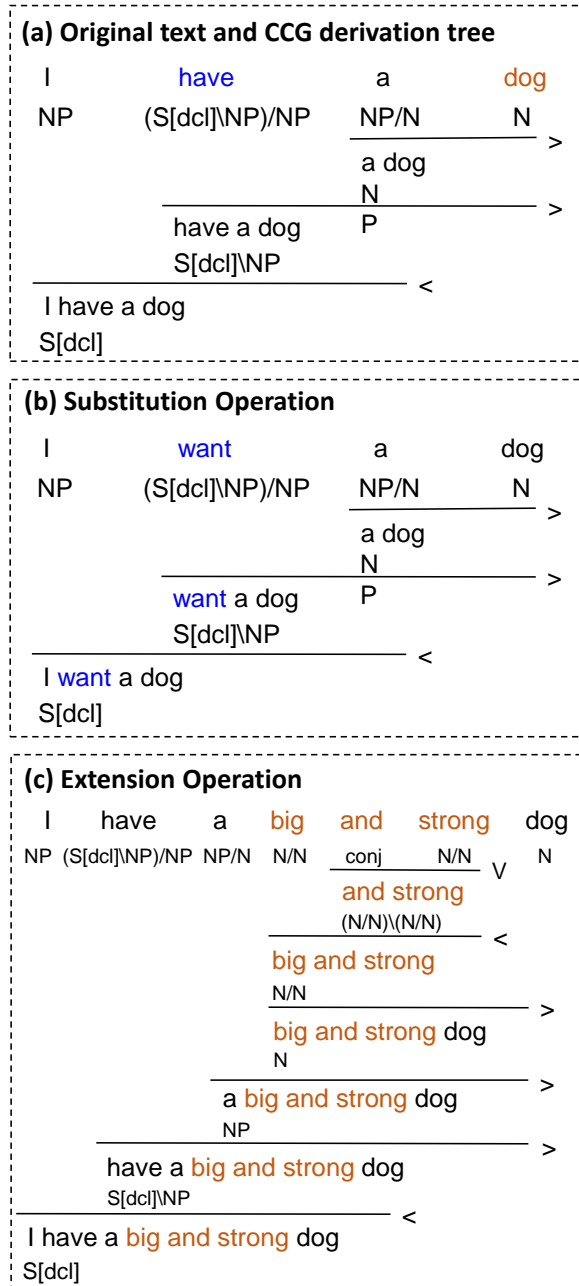 (a) Original text and CCG derivation tree
I have a dog
NP (S[dcl]\NP)/NP NP/N N
>
a dog
N
>
have a dog P
S[dcl]\NP
<
I have a dog
S[dcl]
(b) Substitution Operation
I want a dog
NP (S[dcl]\NP)/NP NP/N N
>
a dog
N
>
want a dog P
S[dcl]\NP
<
I want a dog
S[dcl]
(c) Extension Operation
I have a big and strong dog
NP (S[dcl]\NP)/NP NP/N N/N conj N/N N
V
and strong
(N/N)\(N/N)
<
big and strong
N/N
>
big and strong dog
N
>
a big and strong dog
NP
>
have a big and strong dog
S[dcl]\NP
<
I have a big and strong dog
S[dcl]